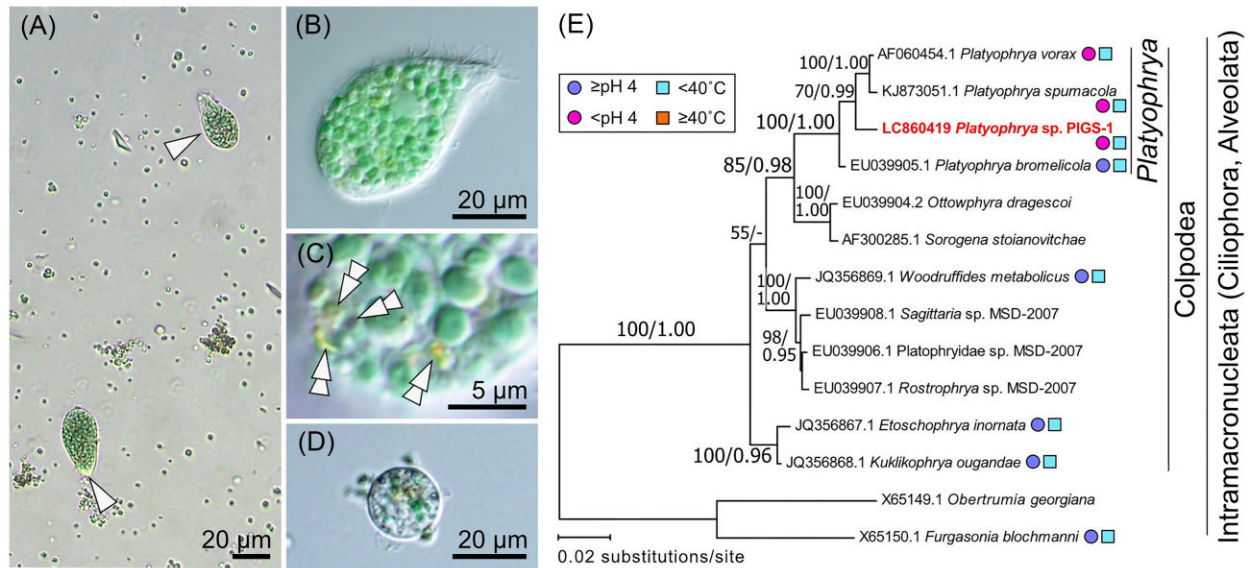 (A)
20 µm
(B)
20 µm
(C)
5 µm
(D)
20 µm
(E)
≥pH 4
<40˚C
<pH 4
≥40˚C
AF060454.1 Platyophrya vorax
KJ873051.1 Platyophrya spumacola
LC860419 Platyophrya sp. PIGS-1
EU039905.1 Platyophrya bromelicola
EU039904.2 Ottowphyra dragescoi
AF300285.1 Sorogena stoianovitchae
JQ356869.1 Woodruffides metabolicus
EU039908.1 Sagittaria sp. MSD-2007
EU039906.1 Platophryidae sp. MSD-2007
EU039907.1 Rostrophrya sp. MSD-2007
JQ356867.1 Etoschophrya inornata
JQ356868.1 Kuklikophrya ougandae
X65149.1 Obertrumia georgiana
X65150.1 Furgasonia blochmanni
100/1.00
70/0.99
100/1.00
85/0.98
100/
1.00
55/-
100/
1.00
98/
0.95
100/1.00
100/0.96
0.02 substitutions/site
Platyophrya
Colpodea
Intramacronucleata (Ciliophora, Alveolata)